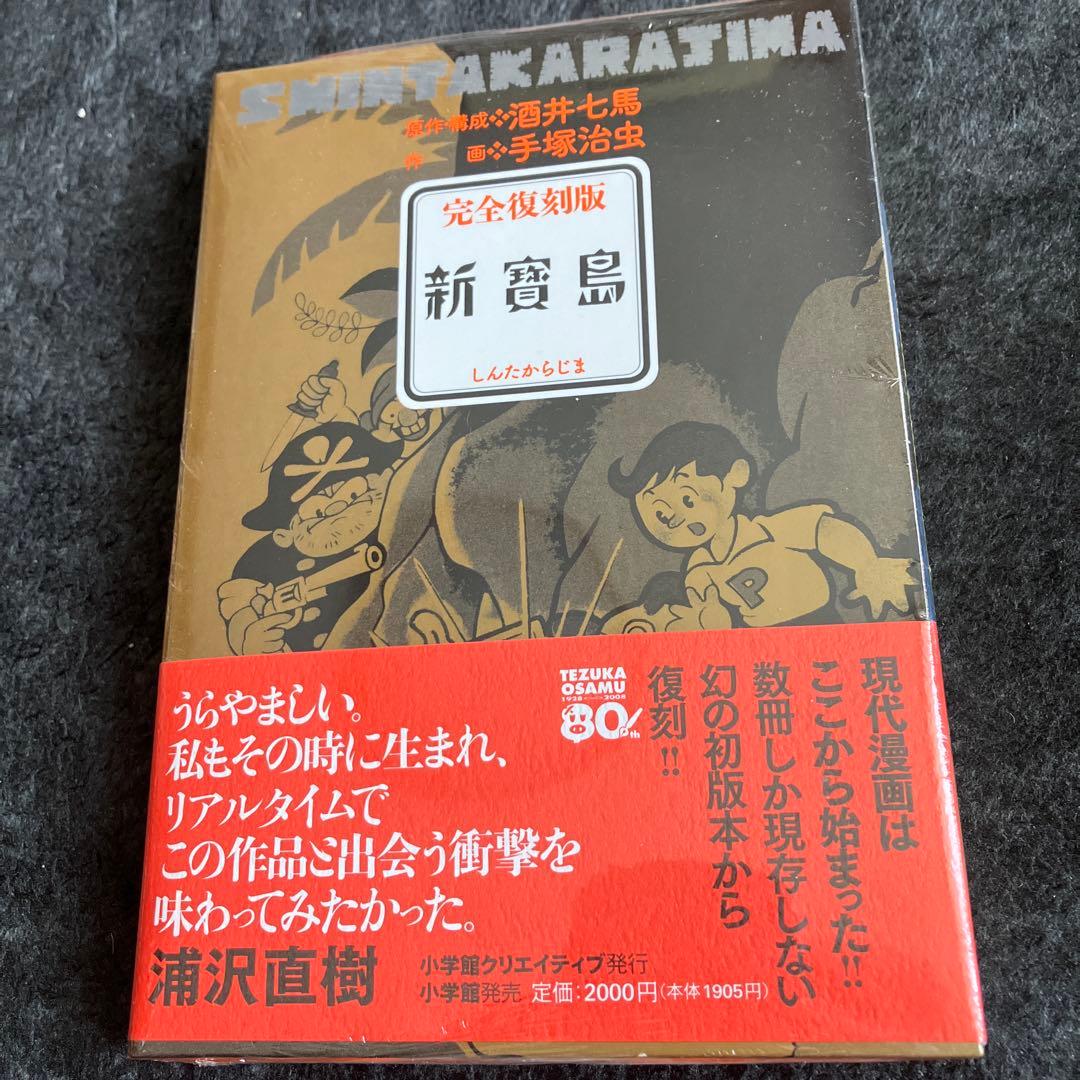 SHINTAKARAJIMA
原作・構成❖酒井七馬
作 画❖手塚治虫
完全復刻版
新寳島
しんたからじま
P
現代漫画は
ここから始まった!!
数冊しか現存しない
幻の初版本から
復刻!!
TEZUKA
OSAMU
1928 2008
80th
うらやましい。
私もその時に生まれ、
リアルタイムで
この作品と出会う衝撃を
味わってみたかった。
浦沢直樹
小学館クリエイティブ発行
小学館発売 定価:2000円(本体1905円)